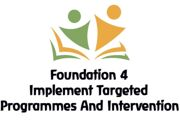 Foundation 4
Implement Targeted
Programmes And Intervention